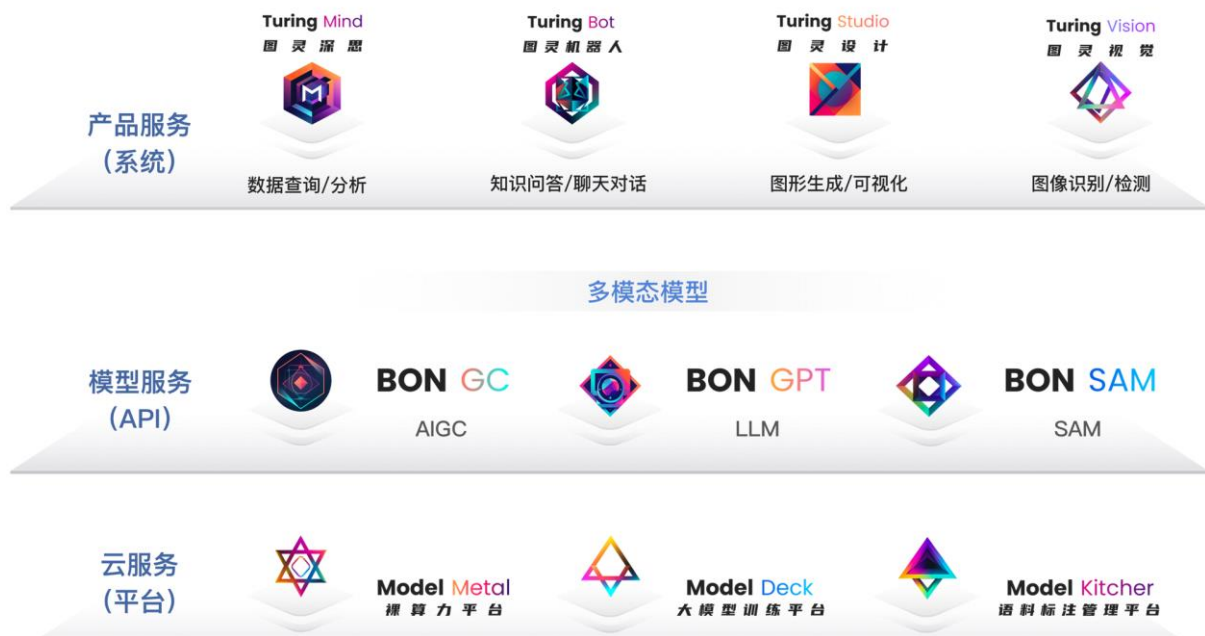 Turing Mind
图灵深思
Turing Bot
图灵机器人
Turing Studio
图灵设计
Turing Vision
图灵视觉
M
产品服务
（系统）
数据查询/分析
知识问答/聊天对话
图形生成/可视化
图像识别/检测
多模态模型
模型服务
（API）
BON GC
AIGC
BON GPT
LLM
BON SAM
SAM
云服务
（平台）
Model Metal
裸算力平台
Model Deck
大模型训练平台
Model Kitcher
语料标注管理平台